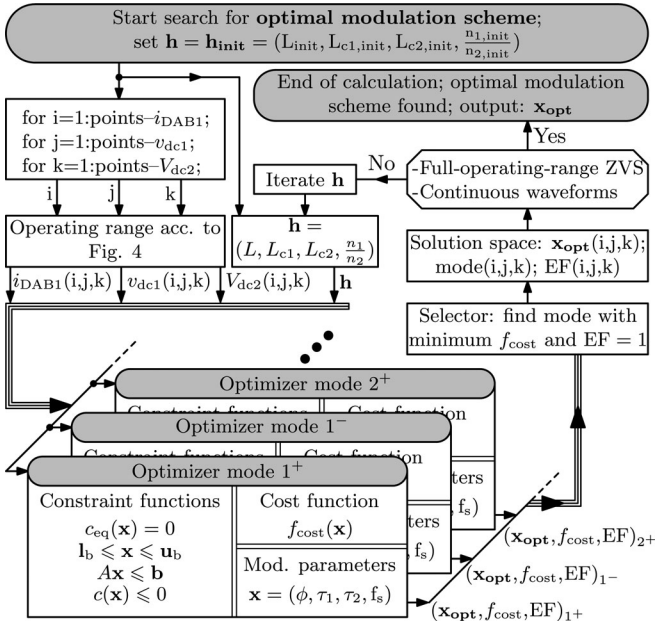 Start search for optimal modulation scheme;
set h = h_init = (L_init, L_c1,init, L_c2,init, n_1,init/n_2,init)
End of calculation; optimal modulation
scheme found; output: x_opt
for i=1:points–i_DAB1;
for j=1:points–v_dc1;
for k=1:points–V_dc2;
i j k
Operating range acc. to
Fig. 4
i_DAB1(i,j,k) v_dc1(i,j,k) V_dc2(i,j,k) h
h =
(L, L_c1, L_c2, n_1/n_2)
Iterate h
No
Yes
-Full-operating-range ZVS
-Continuous waveforms
Solution space: x_opt(i,j,k);
mode(i,j,k); EF(i,j,k)
Selector: find mode with
minimum f_cost and EF = 1
Optimizer mode 2⁺
Constraint functions Cost function
Optimizer mode 1⁻
Optimizer mode 1⁺
Constraint functions
c_eq(x) = 0
l_b ⩽ x ⩽ u_b
Ax ⩽ b
c(x) ⩽ 0
Cost function
f_cost(x)
Mod. parameters
x = (ϕ, τ_1, τ_2, f_s)
(x_opt, f_cost, EF)_2+
(x_opt, f_cost, EF)_1−
(x_opt, f_cost, EF)_1+